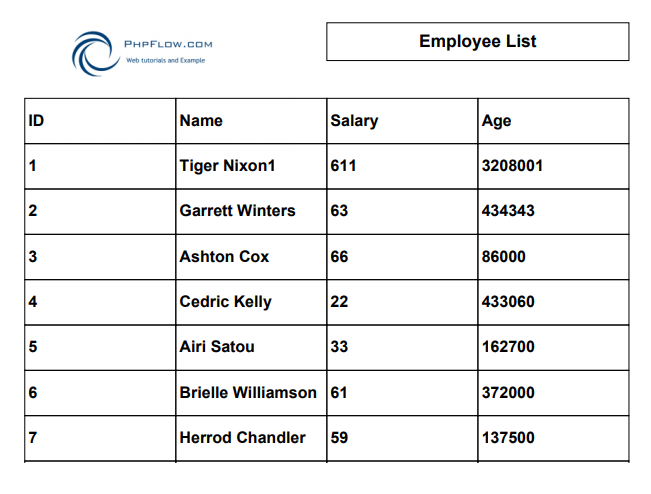 PHPFLOW.COM
Web tutorials and Example
Employee List
ID Name Salary Age
1 Tiger Nixon1 611 3208001
2 Garrett Winters 63 434343
3 Ashton Cox 66 86000
4 Cedric Kelly 22 433060
5 Airi Satou 33 162700
6 Brielle Williamson 61 372000
7 Herrod Chandler 59 137500